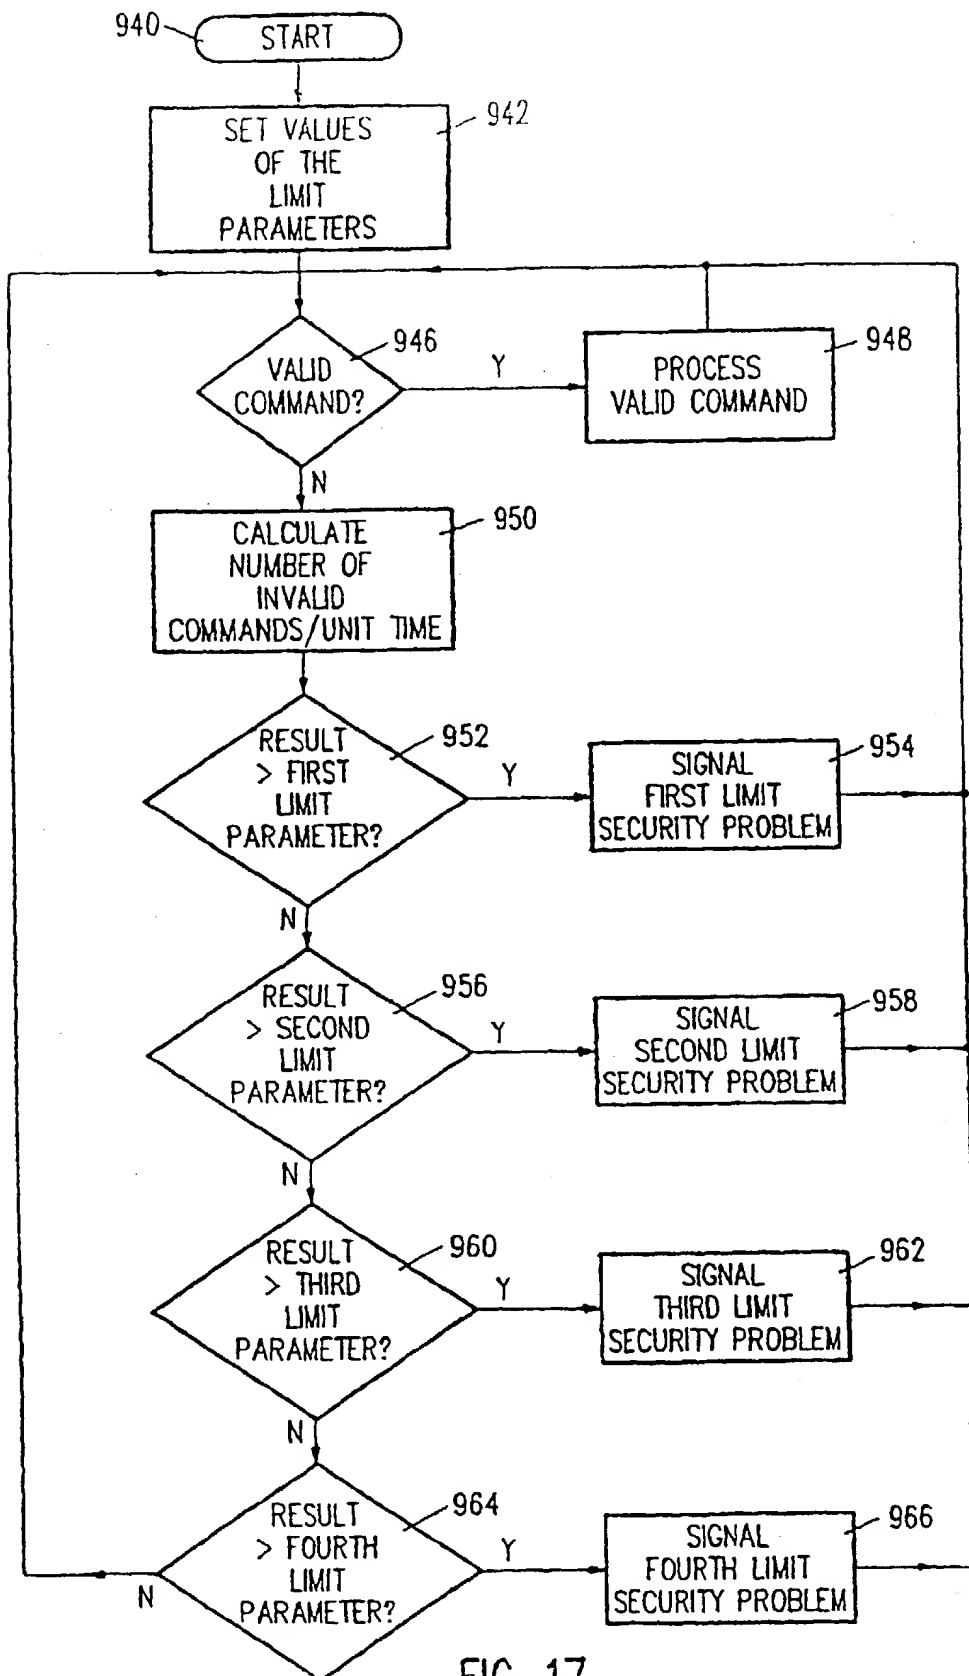 940
START
942
SET VALUES
OF THE
LIMIT
PARAMETERS
946
VALID
COMMAND?
Y
948
PROCESS
VALID COMMAND
N
950
CALCULATE
NUMBER OF
INVALID
COMMANDS/UNIT TIME
952
RESULT
> FIRST
LIMIT
PARAMETER?
Y
954
SIGNAL
FIRST LIMIT
SECURITY PROBLEM
N
956
RESULT
> SECOND
LIMIT
PARAMETER?
Y
958
SIGNAL
SECOND LIMIT
SECURITY PROBLEM
N
960
RESULT
> THIRD
LIMIT
PARAMETER?
Y
962
SIGNAL
THIRD LIMIT
SECURITY PROBLEM
N
964
RESULT
> FOURTH
LIMIT
PARAMETER?
Y
966
SIGNAL
FOURTH LIMIT
SECURITY PROBLEM
N
FIG. 17